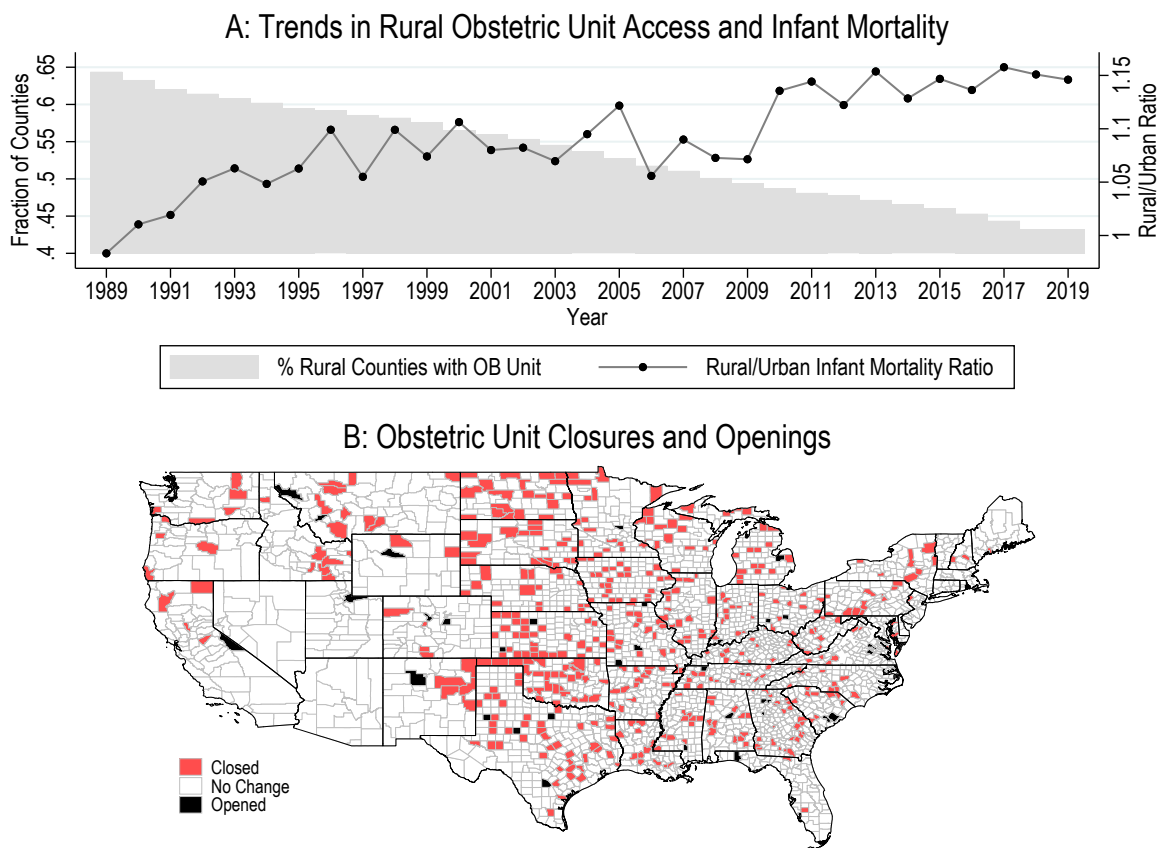 A: Trends in Rural Obstetric Unit Access and Infant Mortality
Fraction of Counties
.65
.6
.55
.5
.45
.4
1.15
1.1
1.05
1
Rural/Urban Ratio
1989 1991 1993 1995 1997 1999 2001 2003 2005 2007 2009 2011 2013 2015 2017 2019
Year
% Rural Counties with OB Unit Rural/Urban Infant Mortality Ratio
B: Obstetric Unit Closures and Openings
Closed
No Change
Opened